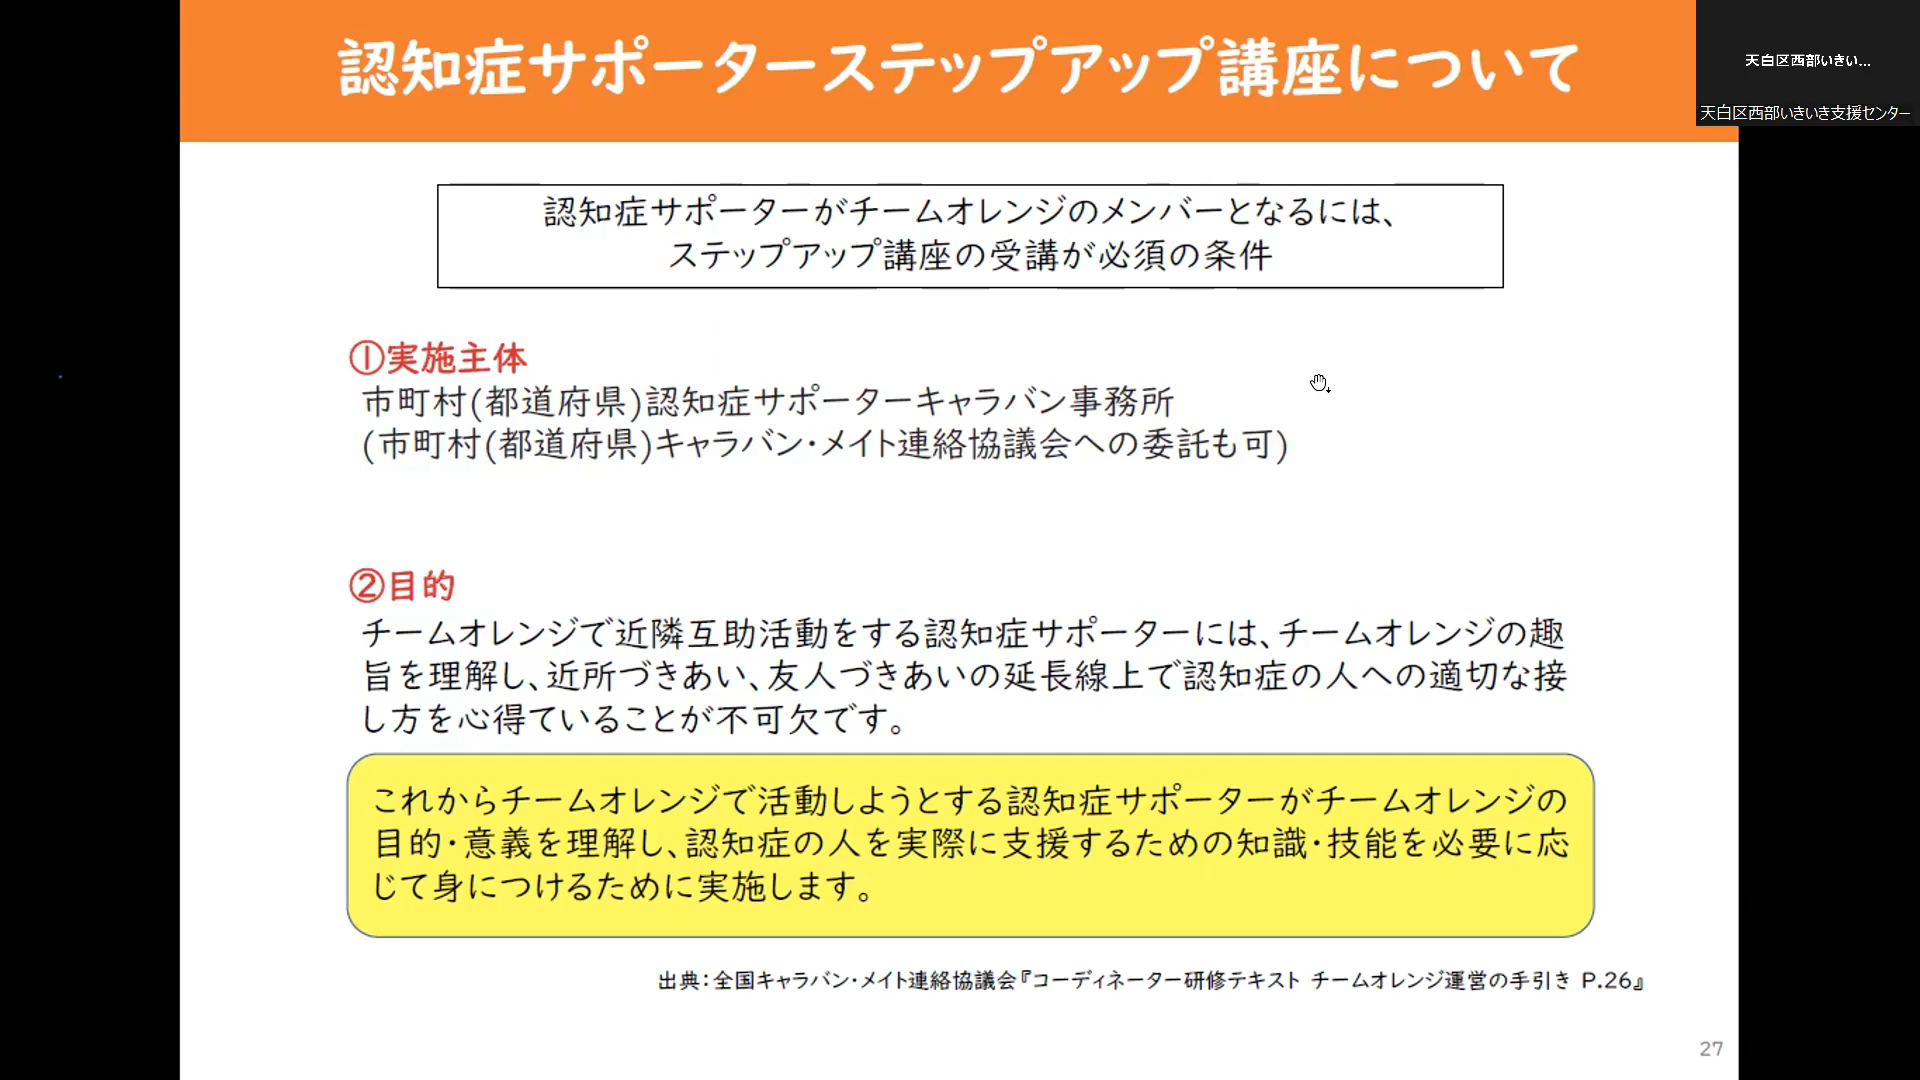 認知症サポーターステップアップ講座について
天白区西部いきい...
天白区西部いきいき支援センター
認知症サポーターがチームオレンジのメンバーとなるには、
ステップアップ講座の受講が必須の条件
①実施主体
市町村(都道府県)認知症サポーターキャラバン事務所
(市町村(都道府県)キャラバン・メイト連絡協議会への委託も可)
②目的
チームオレンジで近隣互助活動をする認知症サポーターには、チームオレンジの趣
旨を理解し、近所づきあい、友人づきあいの延長線上で認知症の人への適切な接
し方を心得ていることが不可欠です。
これからチームオレンジで活動しようとする認知症サポーターがチームオレンジの
目的・意義を理解し、認知症の人を実際に支援するための知識・技能を必要に応
じて身につけるために実施します。
出典：全国キャラバン・メイト連絡協議会『コーディネーター研修テキスト チームオレンジ運営の手引き P.26』
27